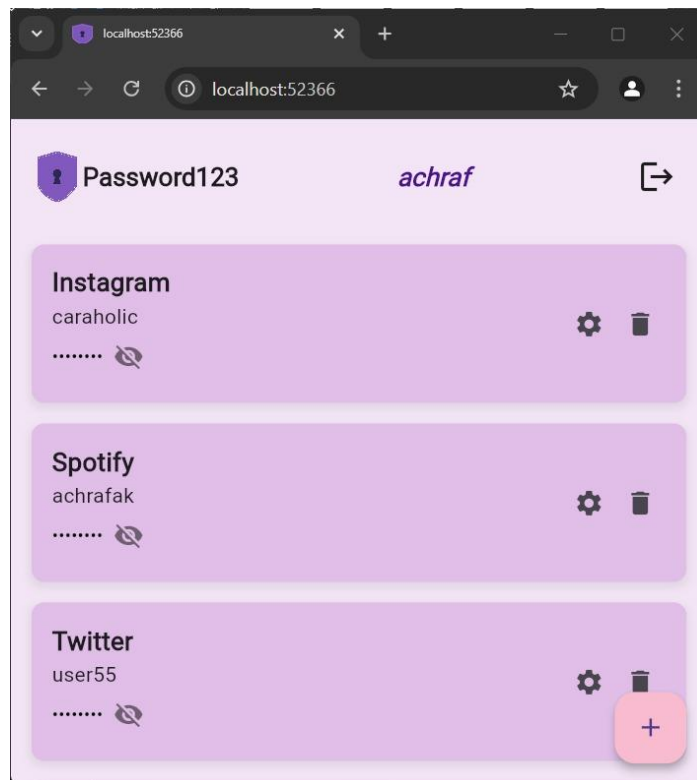 localhost:52366
localhost:52366
Password123 achraf
Instagram
caraholic
••••••••
Spotify
achrafak
••••••••
Twitter
user55
••••••••
+